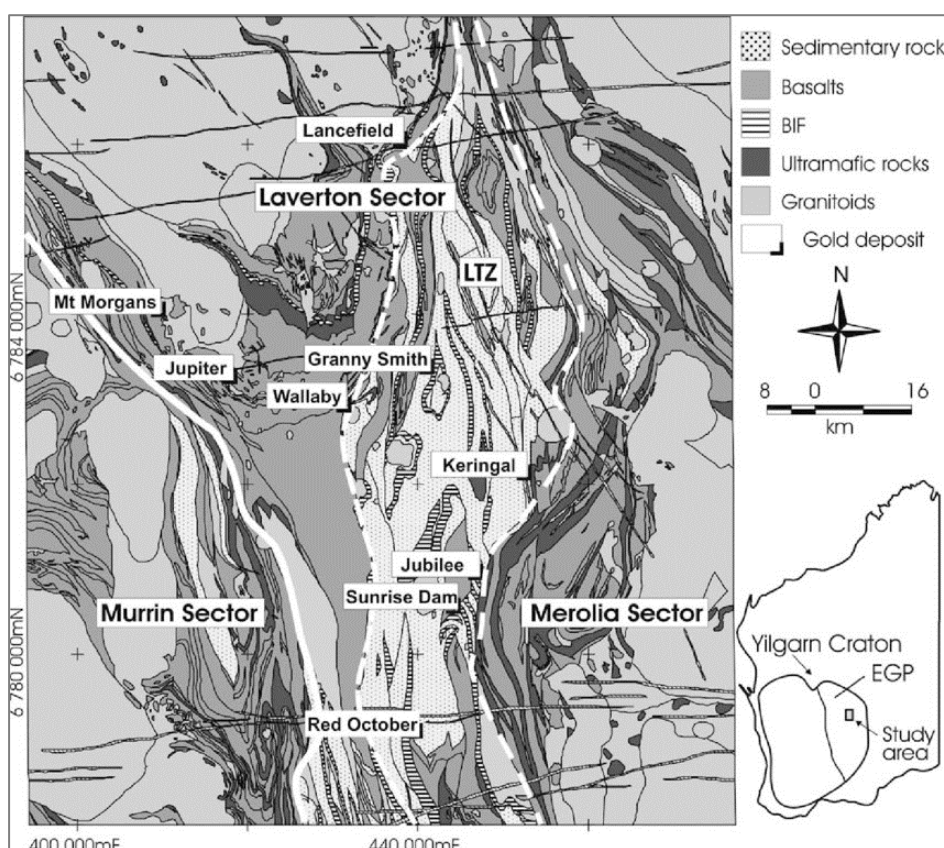 Lancefield
Laverton Sector
LTZ
Mt Morgans
Jupiter
Granny Smith
Wallaby
Keringal
Jubilee
Sunrise Dam
Murrin Sector
Merolia Sector
Red October
6 784 000mN
6 780 000mN
400 000mE
440 000mE
Sedimentary rock
Basalts
BIF
Ultramafic rocks
Granitoids
Gold deposit
N
8 0 16
km
Yilgarn Craton
EGP
Study
area